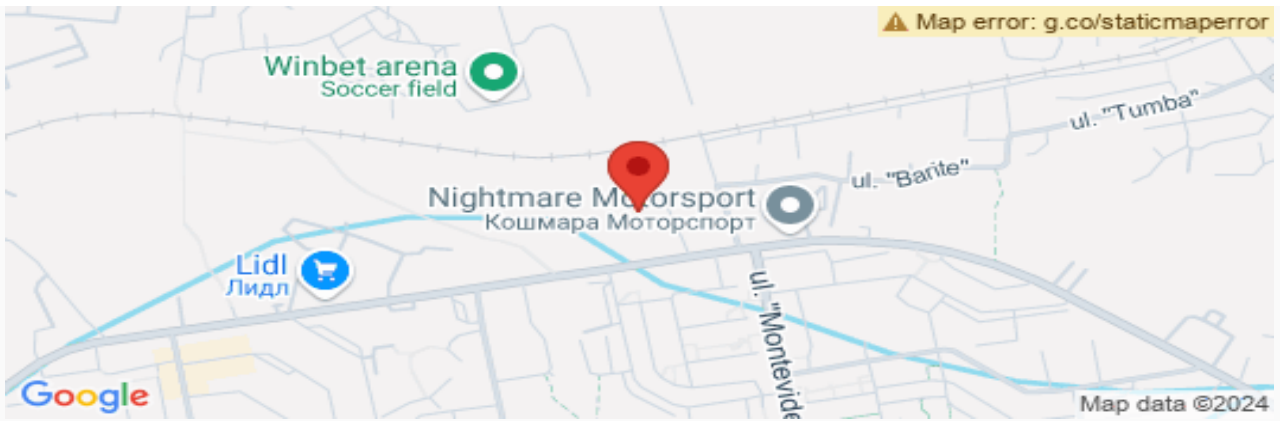 Map error: g.co/staticmaperror
Winbet arena
Soccer field
ul. "Tumba"
ul. "Barite"
Nightmare Motorsport
Кошмара Моторспорт
Lidl
Лидл
ul. "Montevide
Google
Map data ©2024